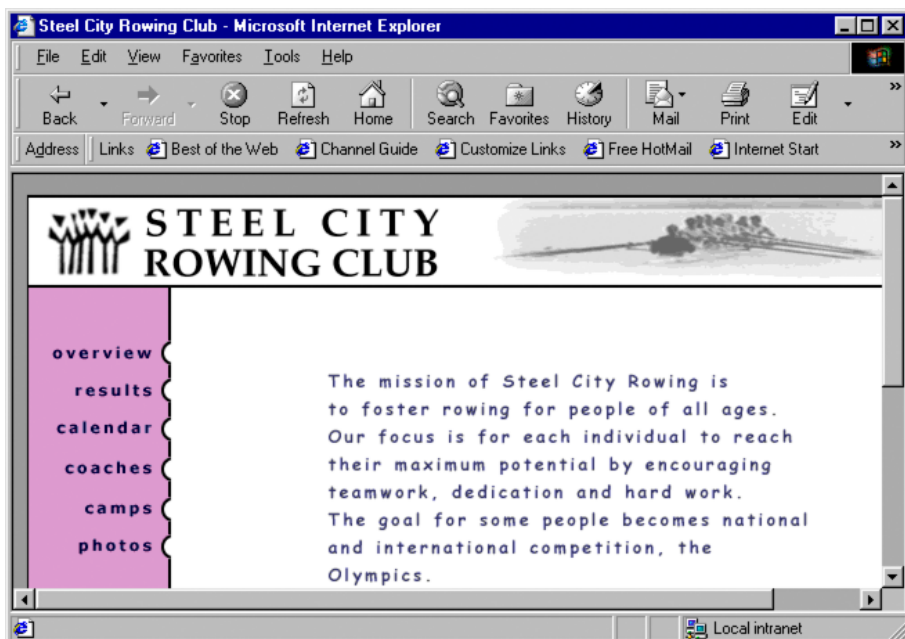 Steel City Rowing Club - Microsoft Internet Explorer
File Edit View Favorites Tools Help
Back Forward Stop Refresh Home Search Favorites History Mail Print Edit »
Address Links Best of the Web Channel Guide Customize Links Free HotMail Internet Start »
STEEL CITY
ROWING CLUB
overview
results
calendar
coaches
camps
photos
The mission of Steel City Rowing is
to foster rowing for people of all ages.
Our focus is for each individual to reach
their maximum potential by encouraging
teamwork, dedication and hard work.
The goal for some people becomes national
and international competition, the
Olympics.
Local intranet